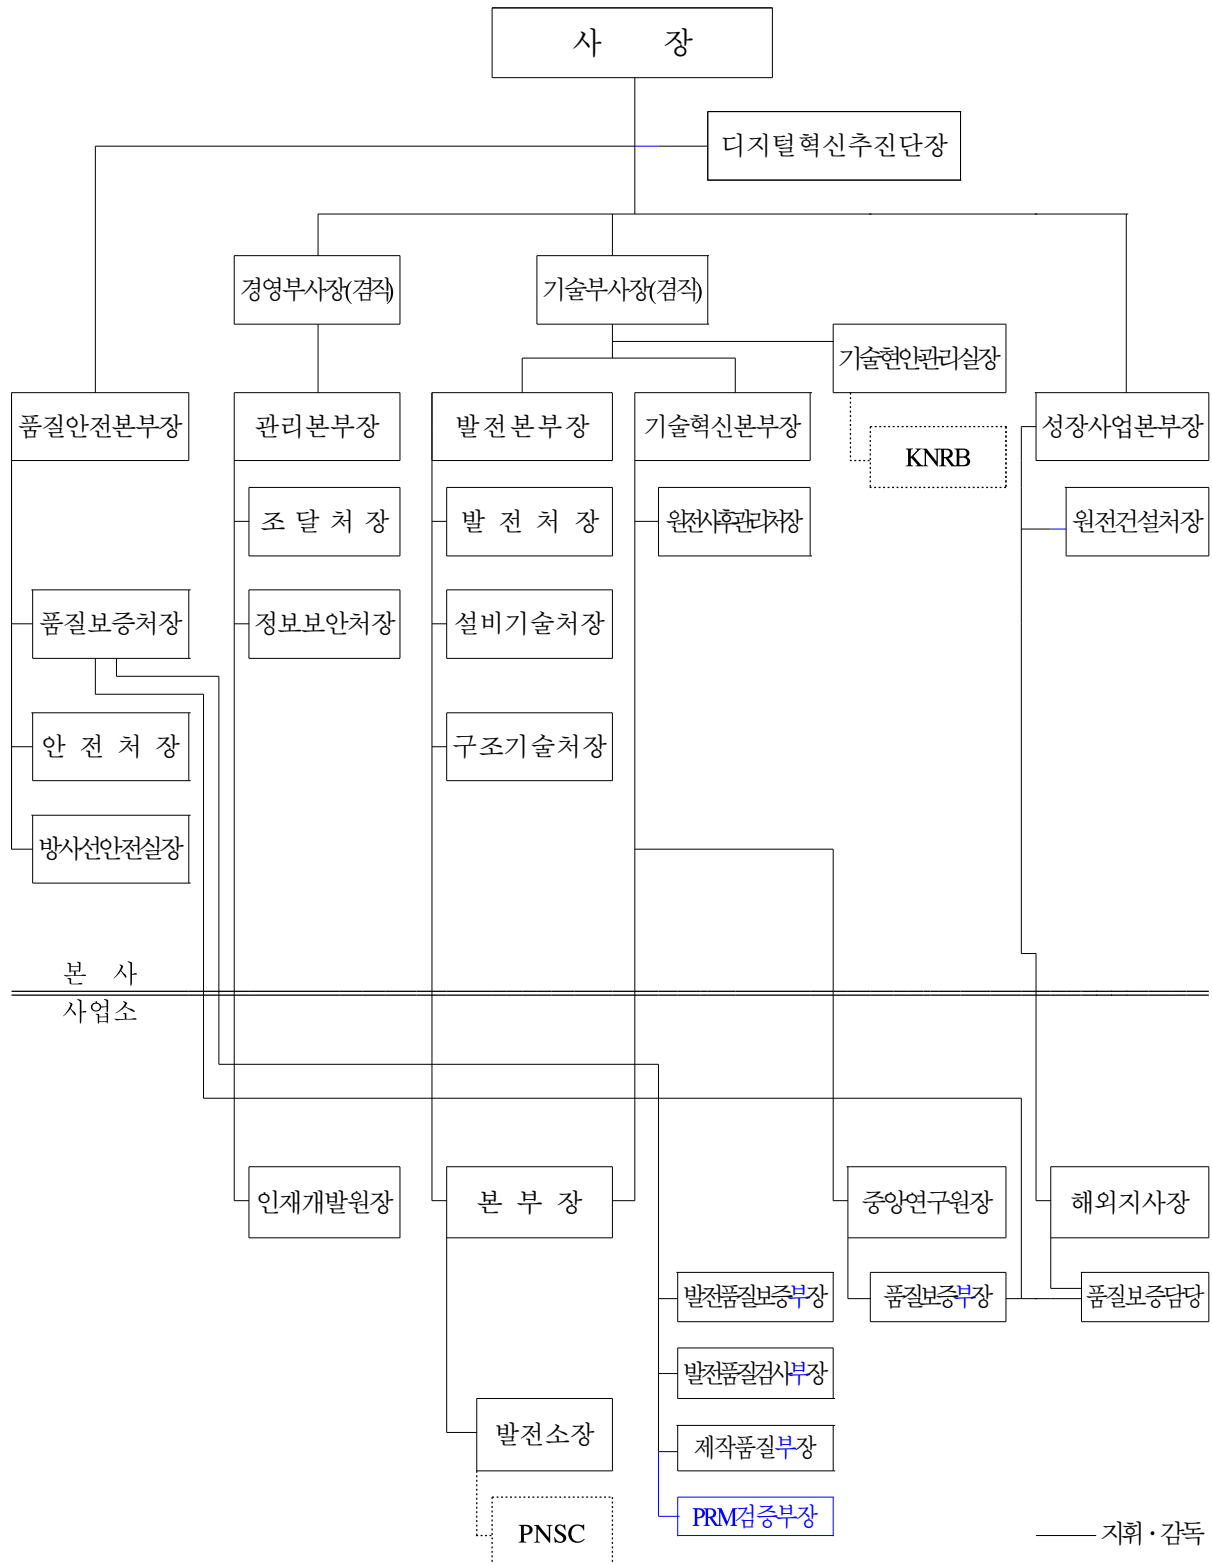 사 장
디지털혁신추진단장
경영부사장(겸직)
기술부사장(겸직)
기술현안관리실장
품질안전본부장
관리본부장
발전본부장
기술혁신본부장
성장사업본부장
KNRB
조 달 처 장
발 전 처 장
원전사후관리처장
원전건설처장
품질보증처장
정보보안처장
설비기술처장
안 전 처 장
구조기술처장
방사선안전실장
본 사
사업소
인재개발원장
본 부 장
중앙연구원장
해외지사장
발전품질보증부장
품질보증부장
품질보증담당
발전품질검사부장
발전소장
제작품질부장
PRM검증부장
PNSC
지휘·감독